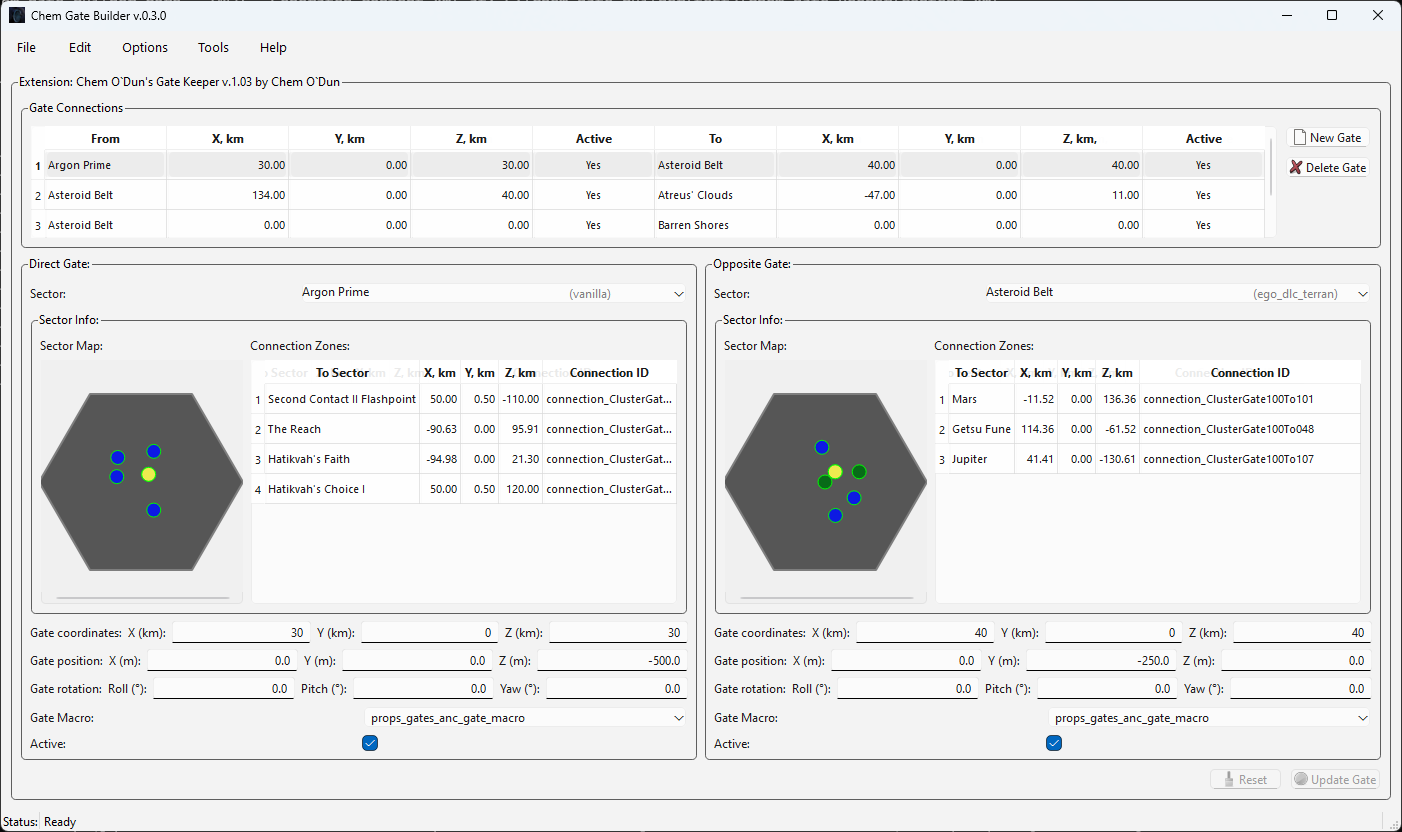 Chem Gate Builder v.0.3.0
File Edit Options Tools Help
Extension: Chem O`Dun's Gate Keeper v.1.03 by Chem O`Dun
Gate Connections
From X, km Y, km Z, km Active To X, km Y, km Z, km, Active
1 Argon Prime 30.00 0.00 30.00 Yes Asteroid Belt 40.00 0.00 40.00 Yes
2 Asteroid Belt 134.00 0.00 40.00 Yes Atreus' Clouds -47.00 0.00 11.00 Yes
3 Asteroid Belt 0.00 0.00 0.00 Yes Barren Shores 0.00 0.00 0.00 Yes
New Gate
Delete Gate
Direct Gate:
Sector: Argon Prime (vanilla)
Sector Info:
Sector Map: Connection Zones:
To Sector X, km Y, km Z, km Connection ID
1 Second Contact II Flashpoint 50.00 0.50 -110.00 connection_ClusterGat...
2 The Reach -90.63 0.00 95.91 connection_ClusterGat...
3 Hatikvah's Faith -94.98 0.00 21.30 connection_ClusterGat...
4 Hatikvah's Choice I 50.00 0.50 120.00 connection_ClusterGat...
Gate coordinates: X (km): 30 Y (km): 0 Z (km): 30
Gate position: X (m): 0.0 Y (m): 0.0 Z (m): -500.0
Gate rotation: Roll (°): 0.0 Pitch (°): 0.0 Yaw (°): 0.0
Gate Macro: props_gates_anc_gate_macro
Active:
Opposite Gate:
Sector: Asteroid Belt (ego_dlc_terran)
Sector Info:
Sector Map: Connection Zones:
To Sector X, km Y, km Z, km Connection ID
1 Mars -11.52 0.00 136.36 connection_ClusterGate100To101
2 Getsu Fune 114.36 0.00 -61.52 connection_ClusterGate100To048
3 Jupiter 41.41 0.00 -130.61 connection_ClusterGate100To107
Gate coordinates: X (km): 40 Y (km): 0 Z (km): 40
Gate position: X (m): 0.0 Y (m): -250.0 Z (m): 0.0
Gate rotation: Roll (°): 0.0 Pitch (°): 0.0 Yaw (°): 0.0
Gate Macro: props_gates_anc_gate_macro
Active:
Reset Update Gate
Status: Ready